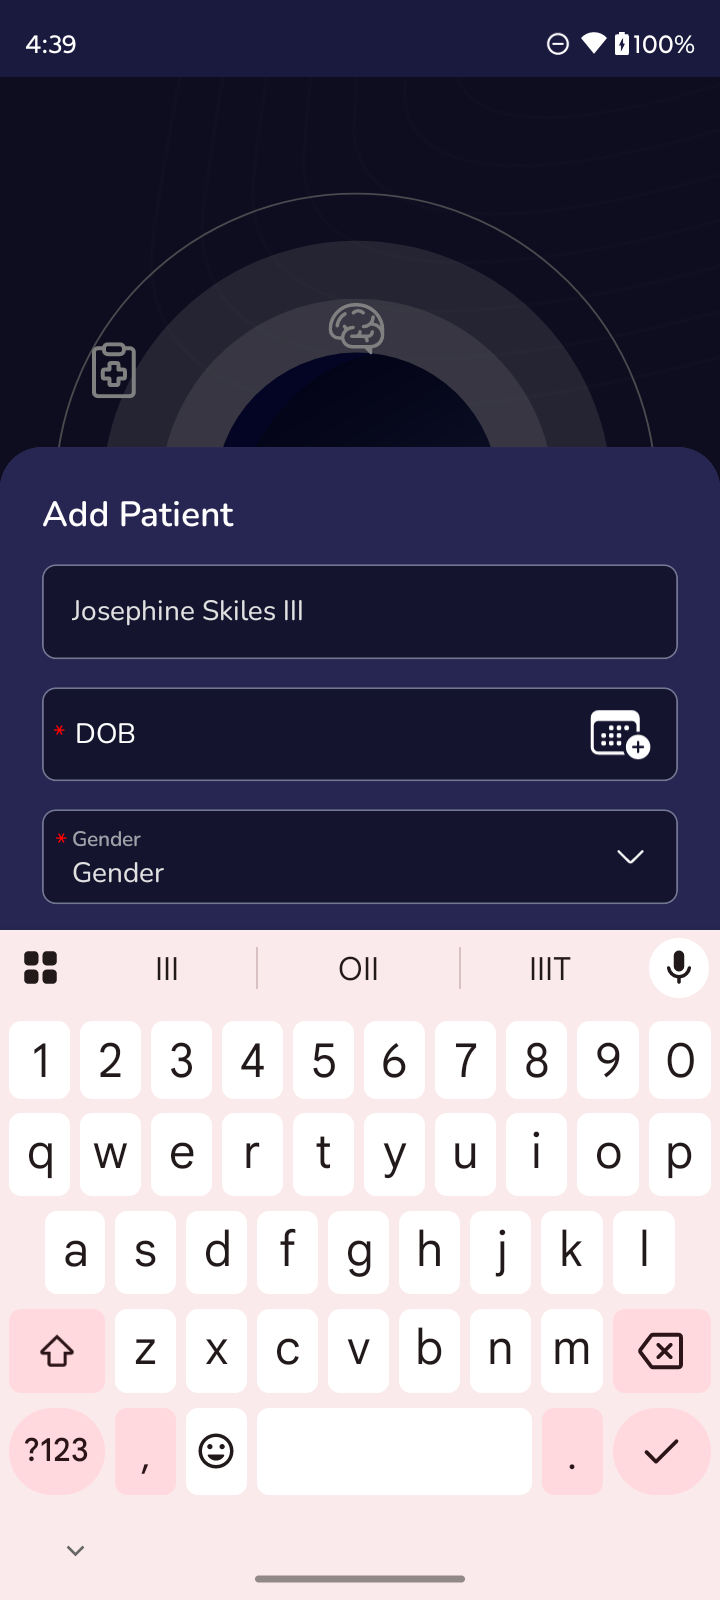 4:39
100%
Add Patient
Josephine Skiles III
* DOB
* Gender
Gender
III
OII
IIIT
1 2 3 4 5 6 7 8 9 0
q w e r t y u i o p
a s d f g h j k l
z x c v b n m
?123 , .